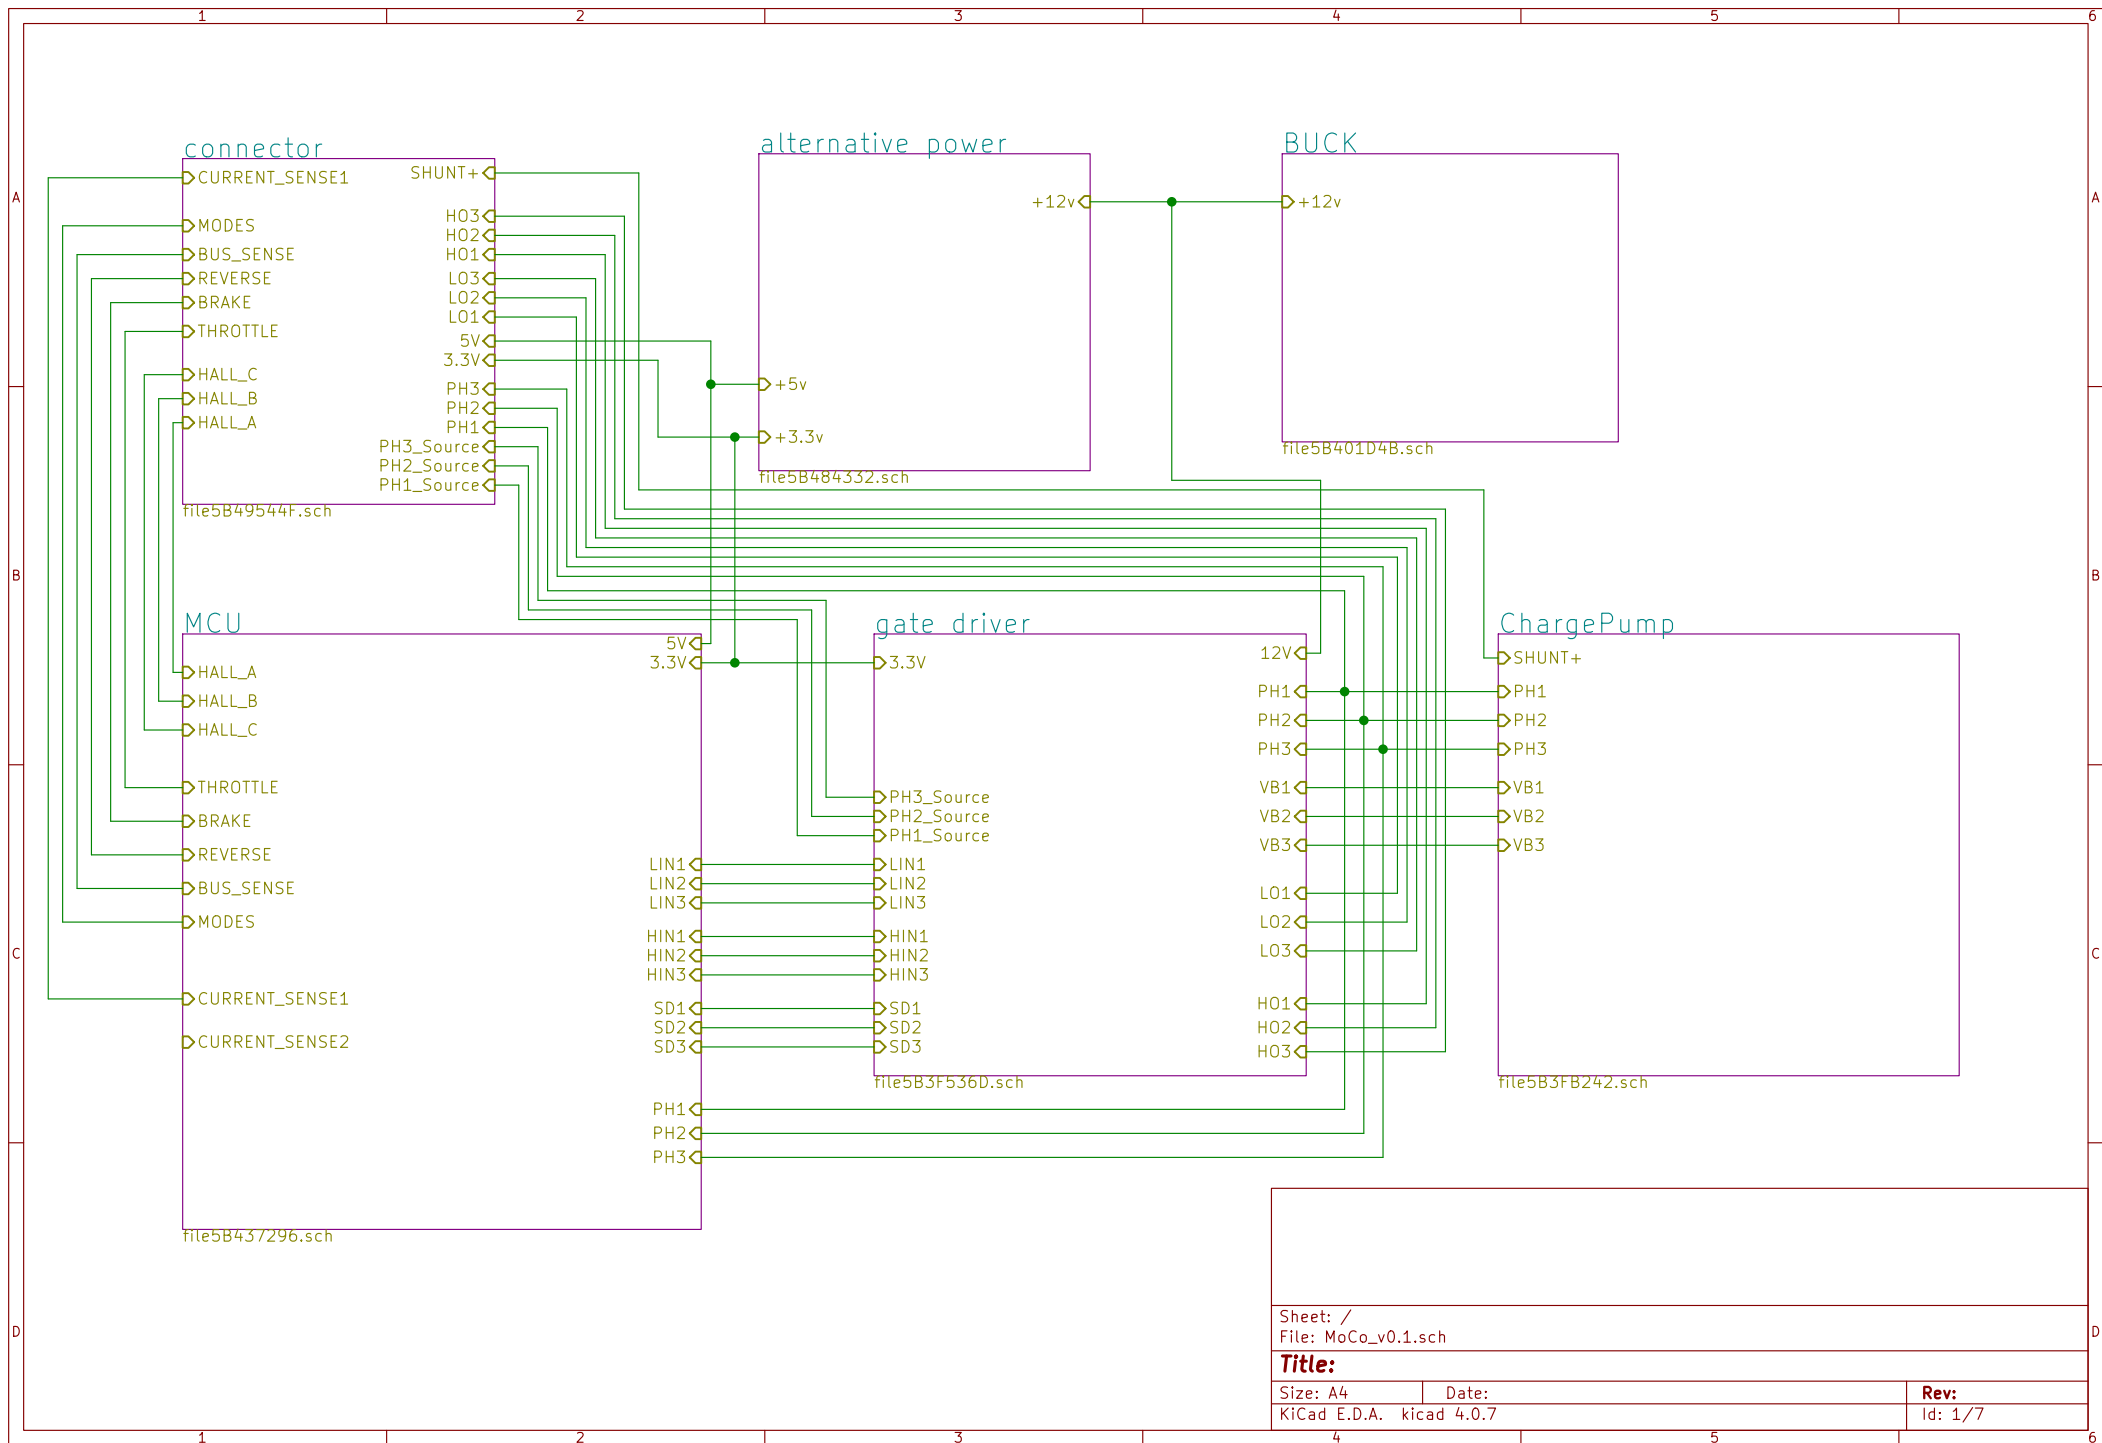 1 2 3 4 5 6
A
B
C
D
A
B
C
D
1 2 3 4 5 6
connector
CURRENT_SENSE1
MODES
BUS_SENSE
REVERSE
BRAKE
THROTTLE
HALL_C
HALL_B
HALL_A
SHUNT+
HO3
HO2
HO1
LO3
LO2
LO1
5V
3.3V
PH3
PH2
PH1
PH3_Source
PH2_Source
PH1_Source
file5B49544F.sch
alternative power
+12v
+5v
+3.3v
file5B484332.sch
BUCK
+12v
file5B401D4B.sch
MCU
HALL_A
HALL_B
HALL_C
THROTTLE
BRAKE
REVERSE
BUS_SENSE
MODES
CURRENT_SENSE1
CURRENT_SENSE2
5V
3.3V
LIN1
LIN2
LIN3
HIN1
HIN2
HIN3
SD1
SD2
SD3
PH1
PH2
PH3
file5B437296.sch
gate driver
3.3V
PH3_Source
PH2_Source
PH1_Source
LIN1
LIN2
LIN3
HIN1
HIN2
HIN3
SD1
SD2
SD3
12V
PH1
PH2
PH3
VB1
VB2
VB3
LO1
LO2
LO3
HO1
HO2
HO3
file5B3F536D.sch
ChargePump
SHUNT+
PH1
PH2
PH3
VB1
VB2
VB3
file5B3FB242.sch
Sheet: /
File: MoCo_v0.1.sch
Title:
Size: A4 Date: Rev:
KiCad E.D.A. kicad 4.0.7 Id: 1/7